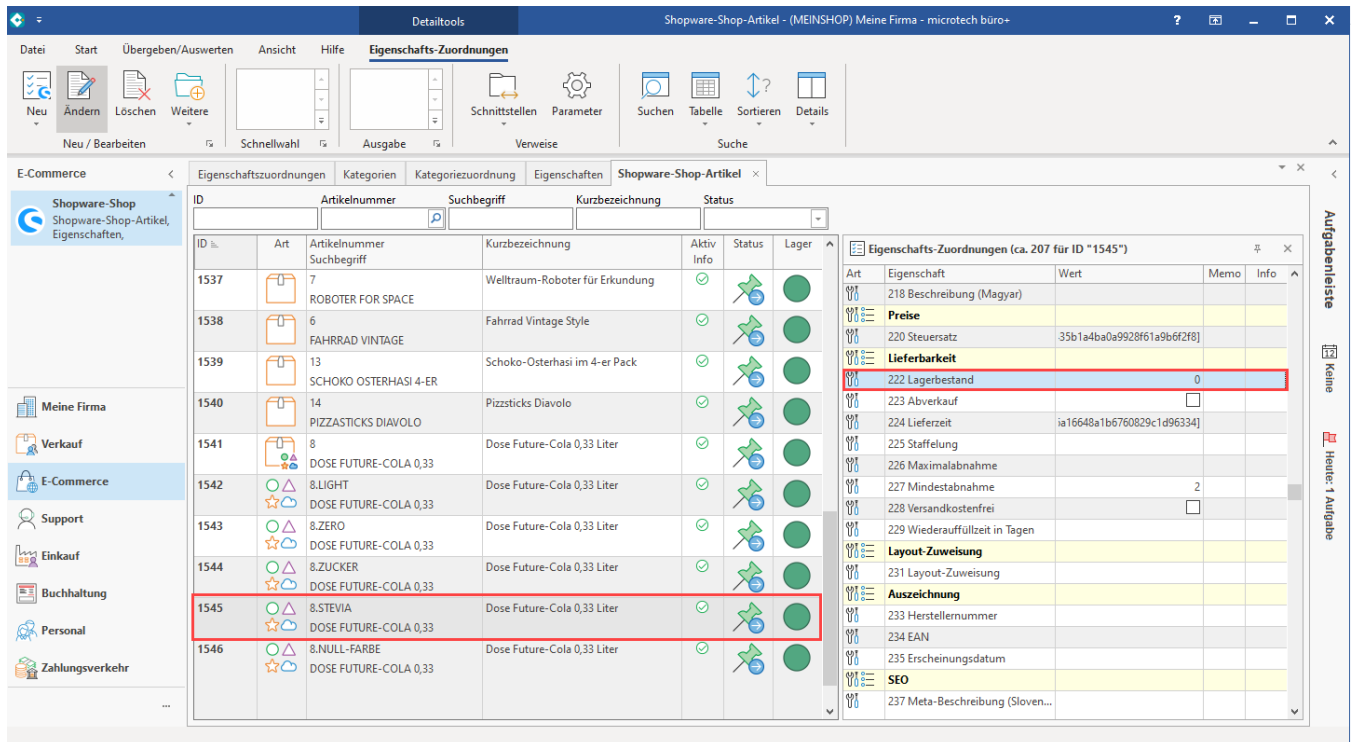 Detailtools
Shopware-Shop-Artikel - (MEINSHOP) Meine Firma - microtech büro+
?
Datei Start Übergeben/Auswerten Ansicht Hilfe Eigenschafts-Zuordnungen
Neu Ändern Löschen Weitere
Schnittstellen Parameter
Suchen Tabelle Sortieren Details
Neu / Bearbeiten Schnellwahl Ausgabe Verweise Suche
E-Commerce
Shopware-Shop
Shopware-Shop-Artikel,
Eigenschaften,
Meine Firma
Verkauf
E-Commerce
Support
Einkauf
Buchhaltung
Personal
Zahlungsverkehr
...
Eigenschaftszuordnungen Kategorien Kategoriezuordnung Eigenschaften Shopware-Shop-Artikel
ID Artikelnummer Suchbegriff Kurzbezeichnung Status
ID Art Artikelnummer Kurzbezeichnung Aktiv Status Lager
Suchbegriff Info
1537 7 Welltraum-Roboter für Erkundung
ROBOTER FOR SPACE
1538 6 Fahrrad Vintage Style
FAHRRAD VINTAGE
1539 13 Schoko-Osterhasi im 4-er Pack
SCHOKO OSTERHASI 4-ER
1540 14 Pizzsticks Diavolo
PIZZASTICKS DIAVOLO
1541 8 Dose Future-Cola 0,33 Liter
DOSE FUTURE-COLA 0,33
1542 8.LIGHT Dose Future-Cola 0,33 Liter
DOSE FUTURE-COLA 0,33
1543 8.ZERO Dose Future-Cola 0,33 Liter
DOSE FUTURE-COLA 0,33
1544 8.ZUCKER Dose Future-Cola 0,33 Liter
DOSE FUTURE-COLA 0,33
1545 8.STEVIA Dose Future-Cola 0,33 Liter
DOSE FUTURE-COLA 0,33
1546 8.NULL-FARBE Dose Future-Cola 0,33 Liter
DOSE FUTURE-COLA 0,33
Eigenschafts-Zuordnungen (ca. 207 für ID "1545")
Art Eigenschaft Wert Memo Info
218 Beschreibung (Magyar)
Preise
220 Steuersatz 35b1a4ba0a9928f61a9b6f2f8]
Lieferbarkeit
222 Lagerbestand 0
223 Abverkauf
224 Lieferzeit ia16648a1b6760829c1d96334]
225 Staffelung
226 Maximalabnahme
227 Mindestabnahme 2
228 Versandkostenfrei
229 Wiederauffüllzeit in Tagen
Layout-Zuweisung
231 Layout-Zuweisung
Auszeichnung
233 Herstellernummer
234 EAN
235 Erscheinungsdatum
SEO
237 Meta-Beschreibung (Sloven...
Aufgabenleiste
12 Keine
Heute: 1 Aufgabe